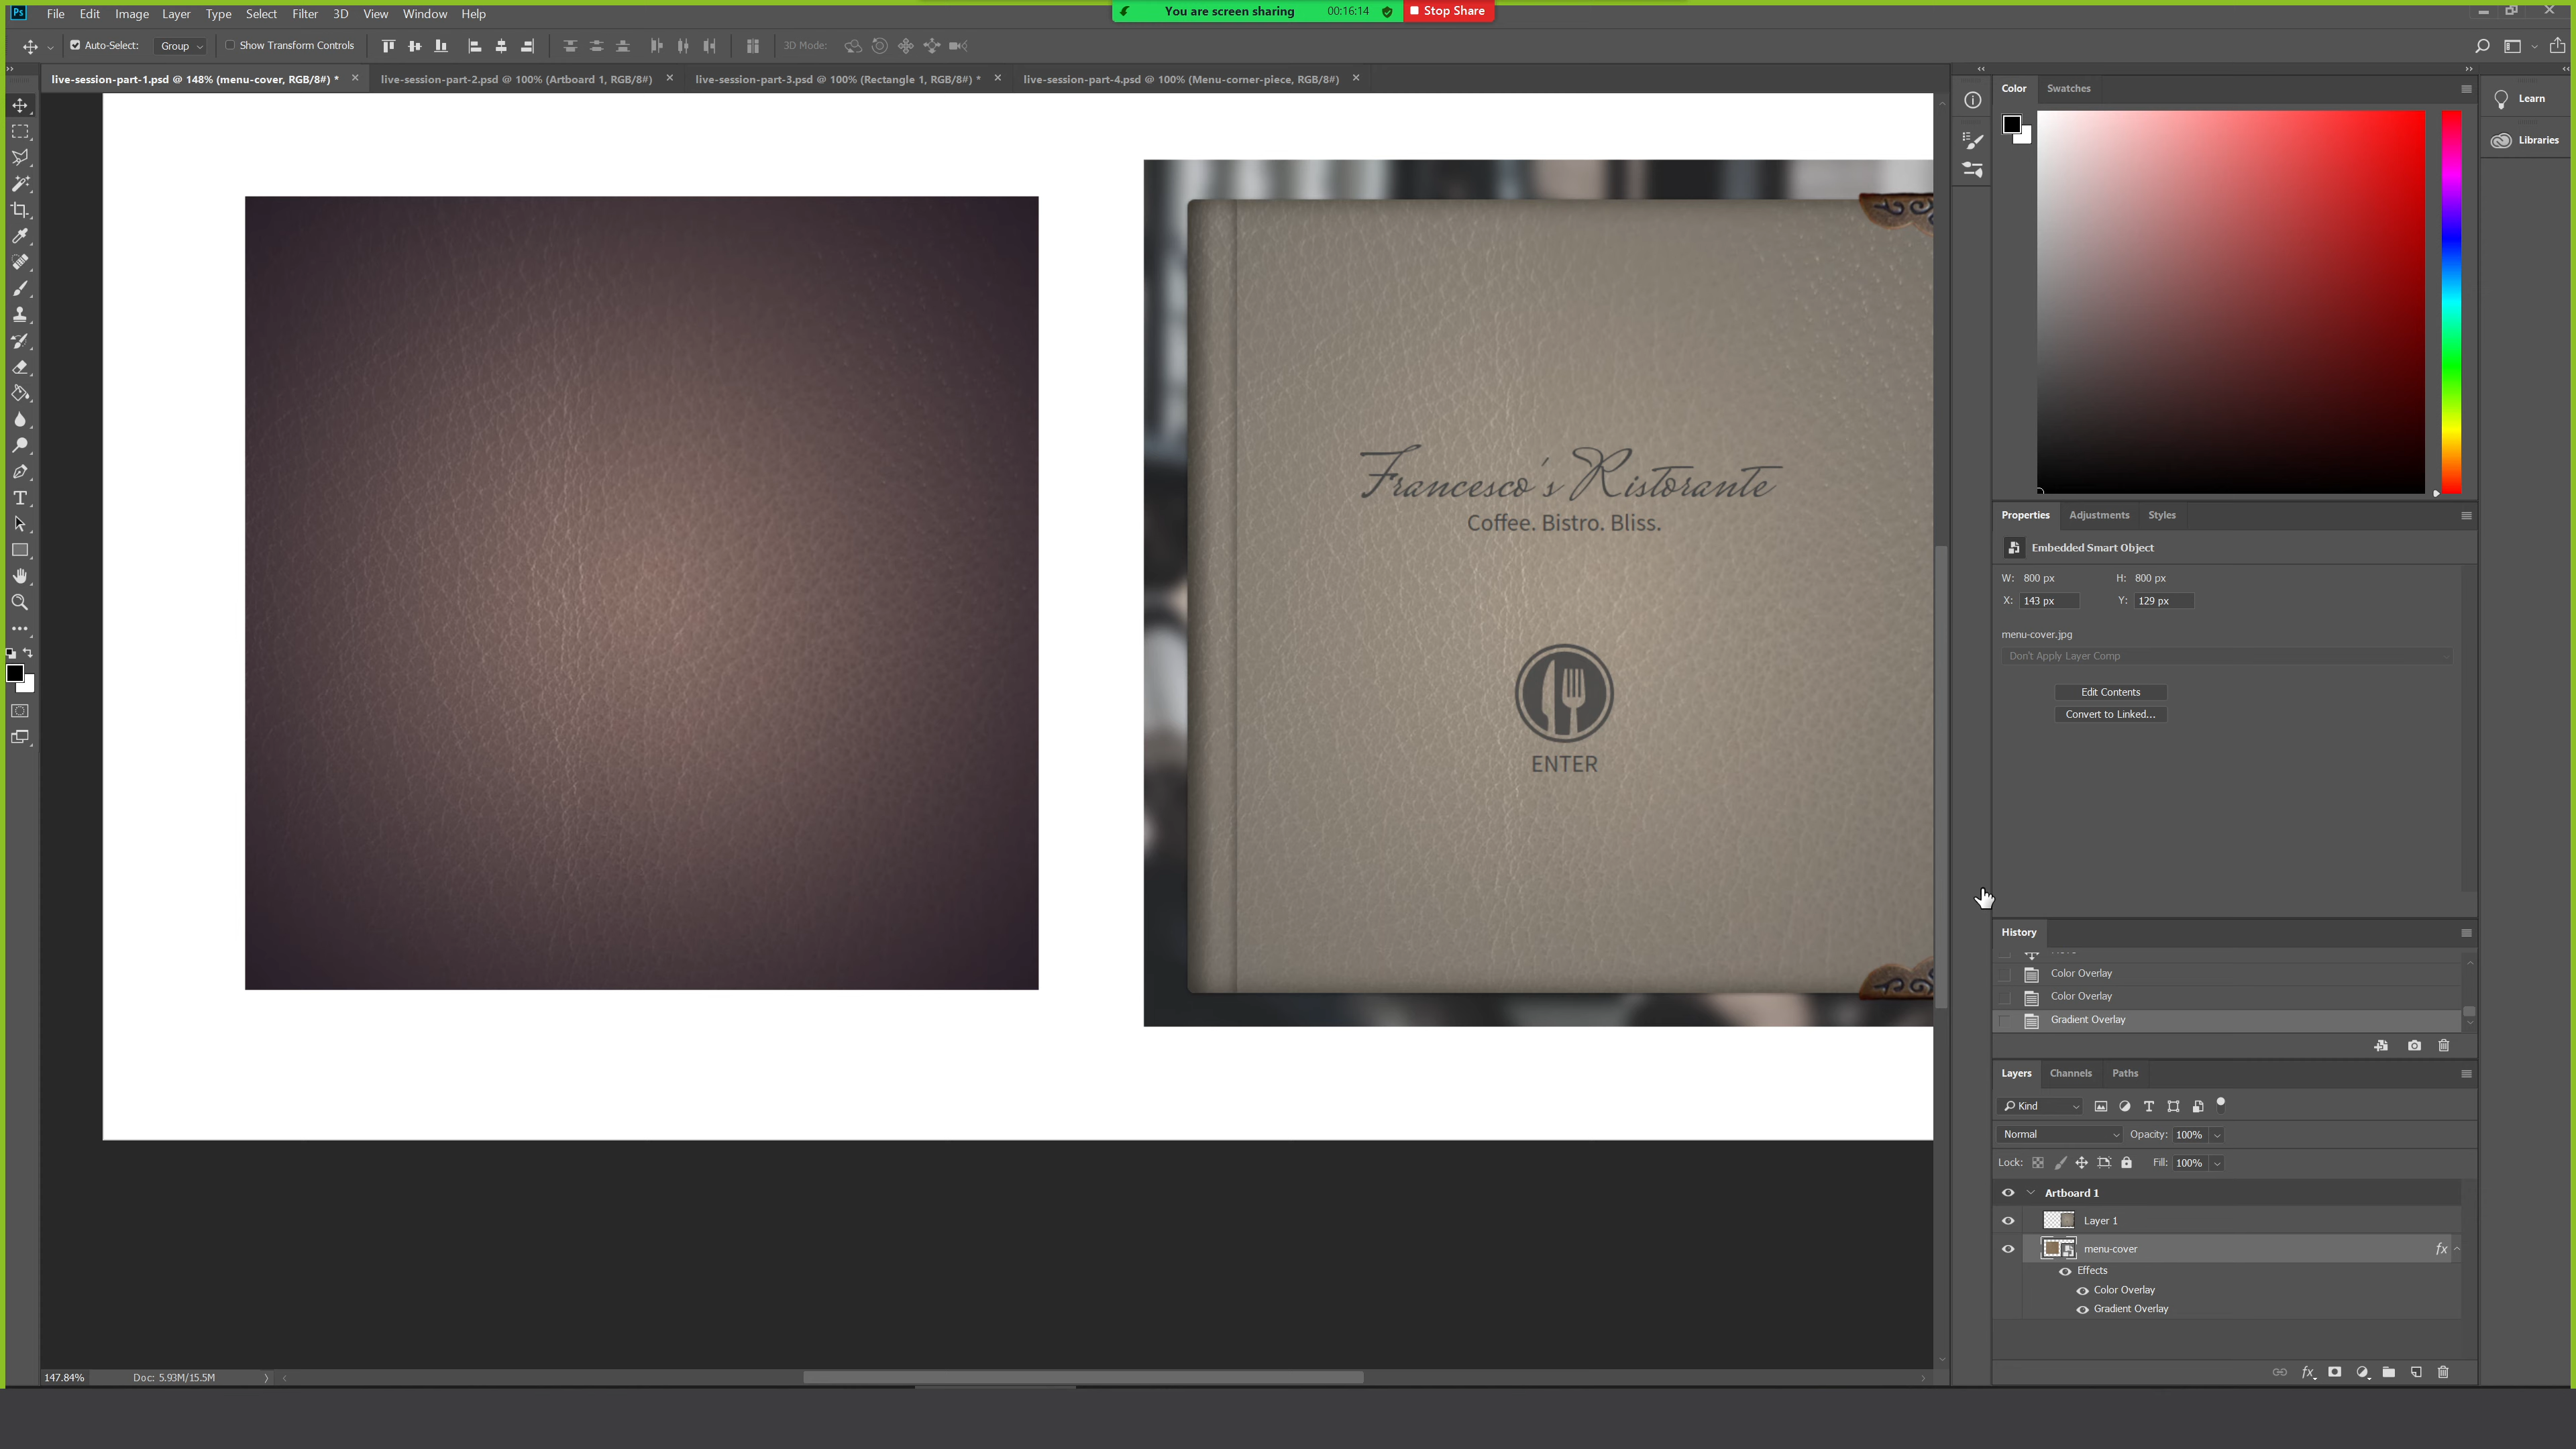 Ps File Edit Image Layer Type Select Filter 3D View Window Help
You are screen sharing 00:16:14 Stop Share
Auto-Select: Group Show Transform Controls 3D Mode:
live-session-part-1.psd @ 148% (menu-cover, RGB/8#) * live-session-part-2.psd @ 100% (Artboard 1, RGB/8#) live-session-part-3.psd @ 100% (Rectangle 1, RGB/8#) * live-session-part-4.psd @ 100% (Menu-corner-piece, RGB/8#)
Francesco's Ristorante
Coffee. Bistro. Bliss.
ENTER
147.84% Doc: 5.93M/15.5M
Color Swatches
Learn
Libraries
Properties Adjustments Styles
Embedded Smart Object
W: 800 px H: 800 px
X: 143 px Y: 129 px
menu-cover.jpg
Don't Apply Layer Comp
Edit Contents
Convert to Linked...
History
Color Overlay
Color Overlay
Gradient Overlay
Layers Channels Paths
Kind
Normal Opacity: 100%
Lock: Fill: 100%
Artboard 1
Layer 1
menu-cover fx
Effects
Color Overlay
Gradient Overlay
fx